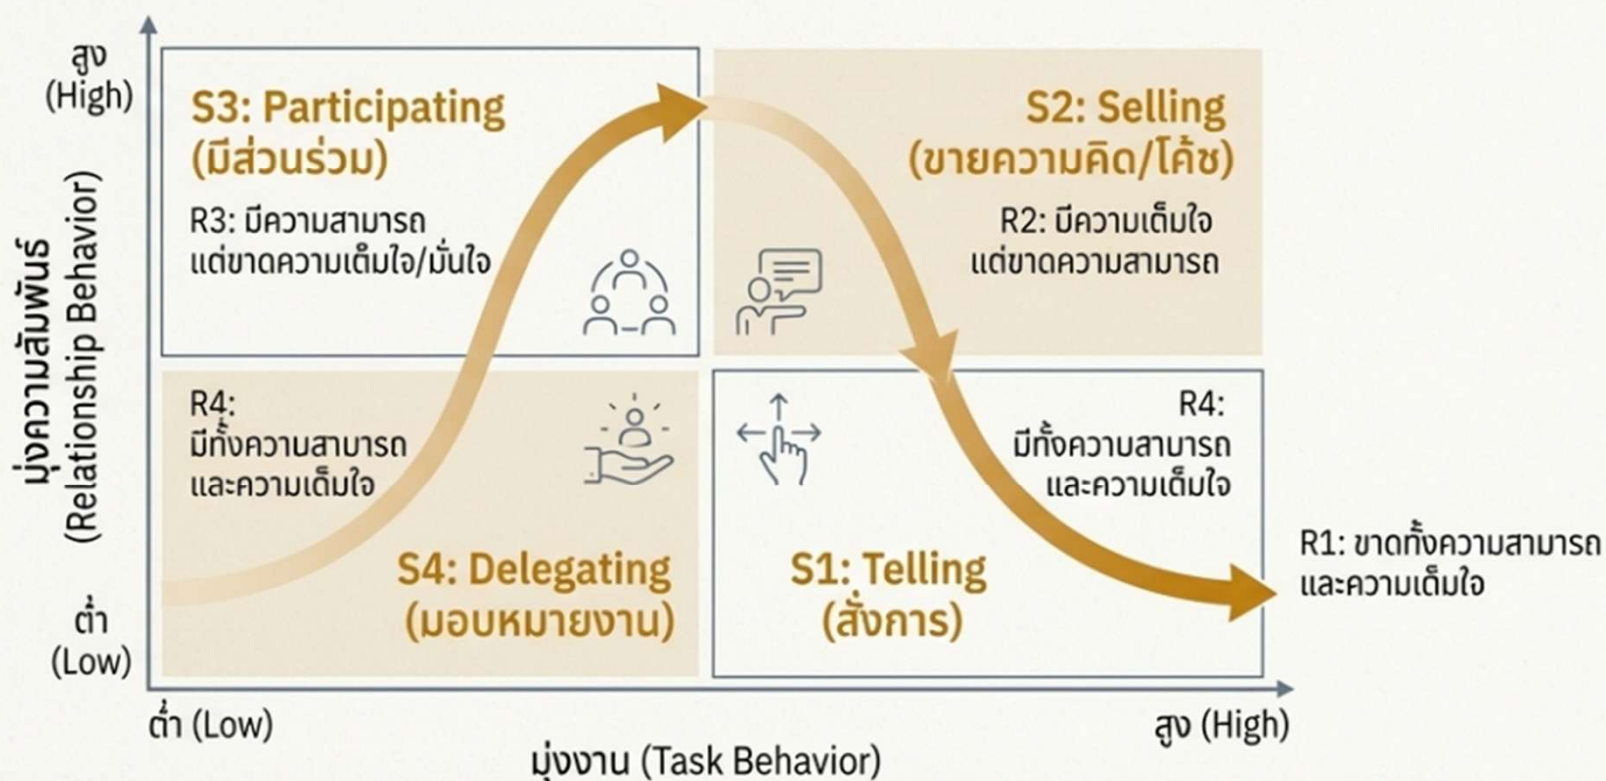 สูง
(High)
มุ่งความสัมพันธ์
(Relationship Behavior)
ต่ำ
(Low)
S3: Participating
(มีส่วนร่วม)
R3: มีความสามารถ
แต่ขาดความเต็มใจ/มั่นใจ
S2: Selling
(ขายความคิด/โค้ช)
R2: มีความเต็มใจ
แต่ขาดความสามารถ
R4:
มีทั้งความสาบารถ
และความเต็มใจ
S4: Delegating
(มอบหมายงาน)
R4:
มีทั้งความสาบารถ
และความเต็มใจ
S1: Telling
(สั่งการ)
R1: ขาดทั้งความสามารถ
และความเต็มใจ
ต่ำ (Low)
สูง (High)
มุ่งงาน (Task Behavior)